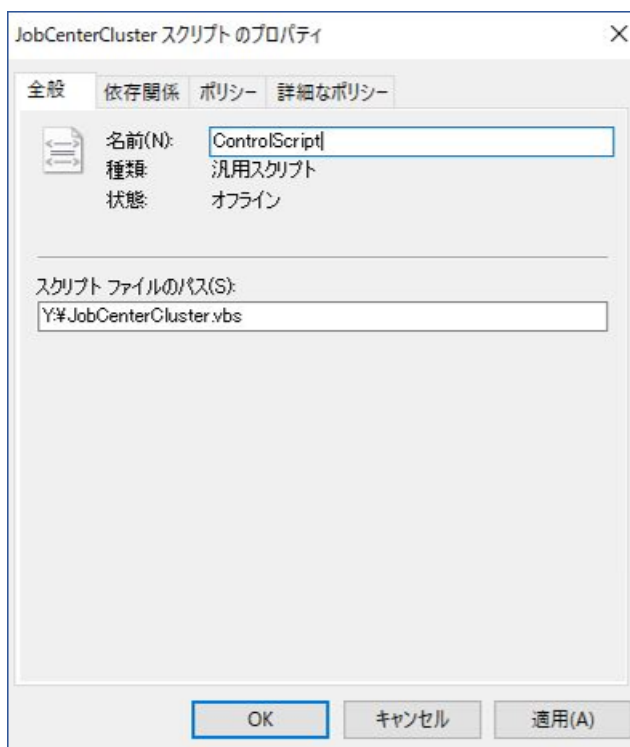 JobCenterCluster スクリプト のプロパティ
全般 依存関係 ポリシー 詳細なポリシー
名前(N): ControlScript
種類: 汎用スクリプト
状態: オフライン
スクリプト ファイルのパス(S):
Y:¥JobCenterCluster.vbs
OK キャンセル 適用(A)